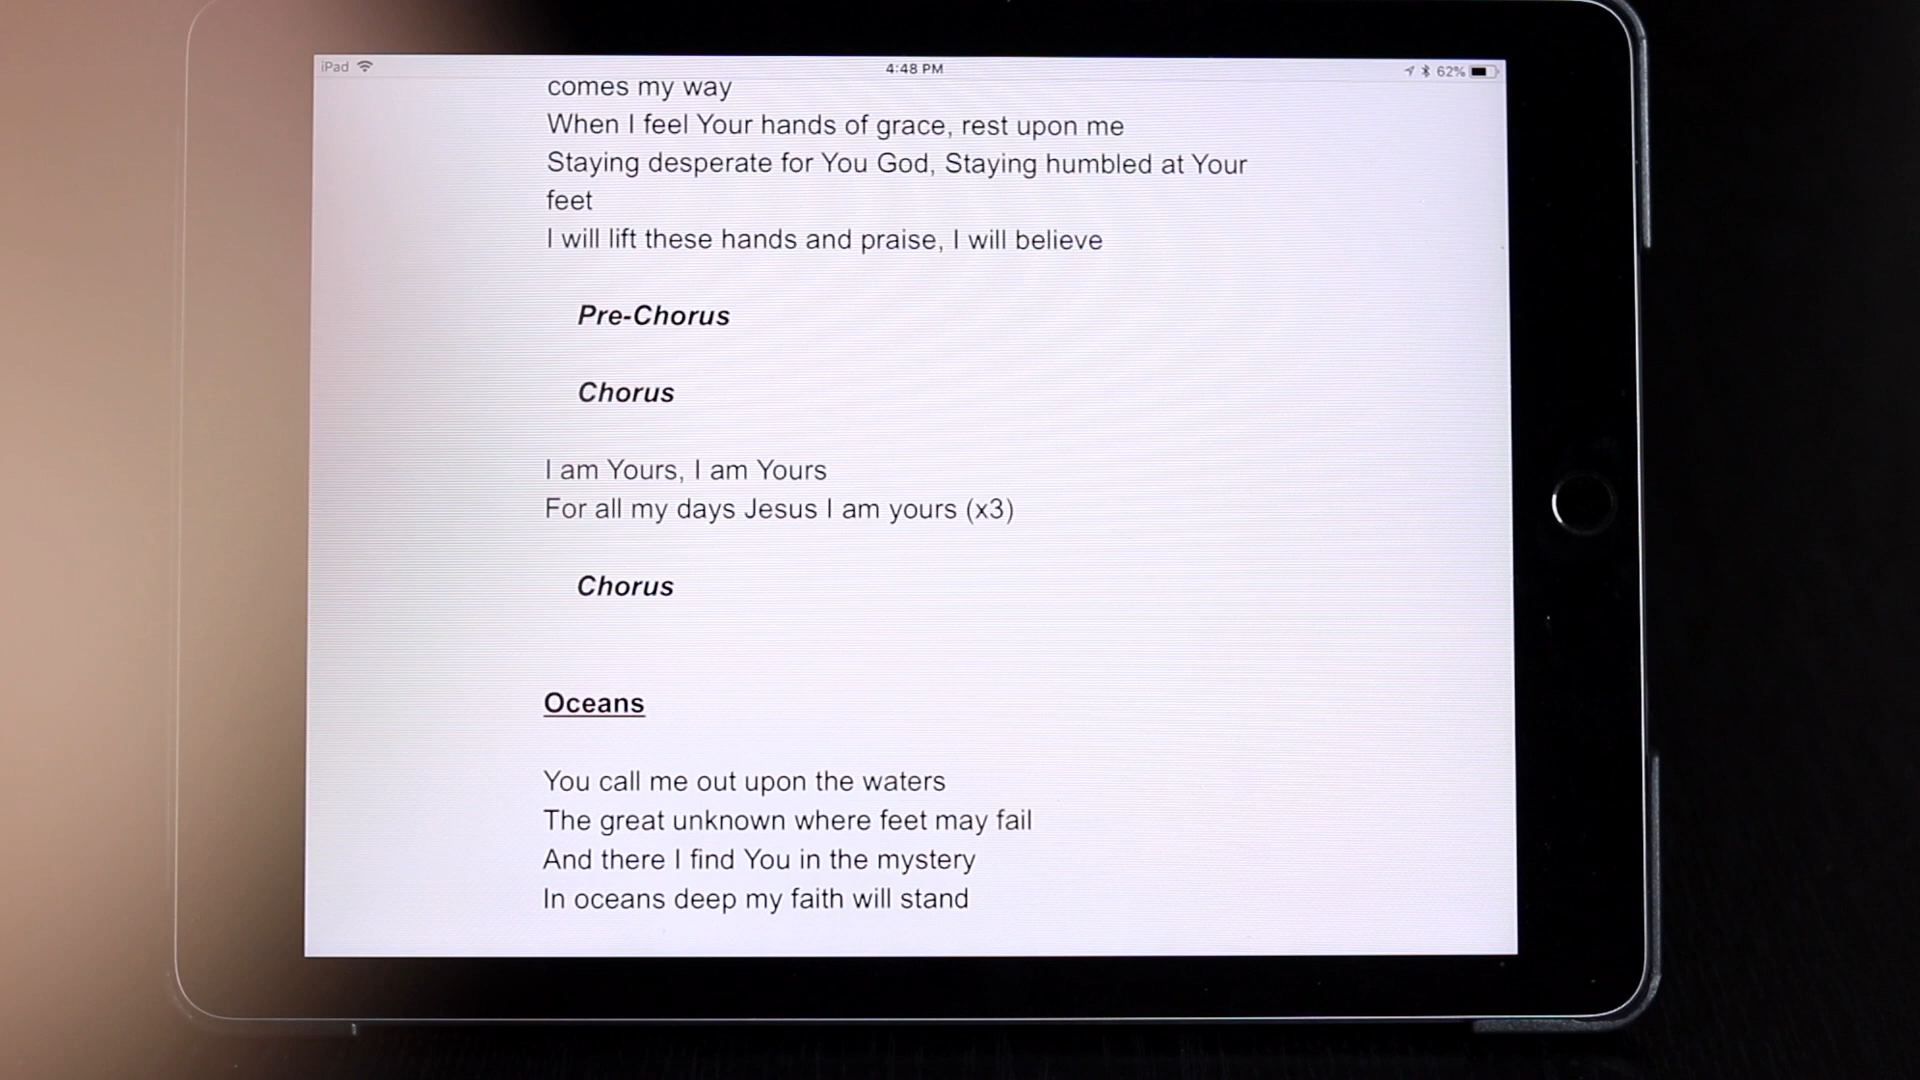 iPad
4:48 PM
62%
comes my way
When I feel Your hands of grace, rest upon me
Staying desperate for You God, Staying humbled at Your
feet
I will lift these hands and praise, I will believe
Pre-Chorus
Chorus
I am Yours, I am Yours
For all my days Jesus I am yours (x3)
Chorus
Oceans
You call me out upon the waters
The great unknown where feet may fail
And there I find You in the mystery
In oceans deep my faith will stand